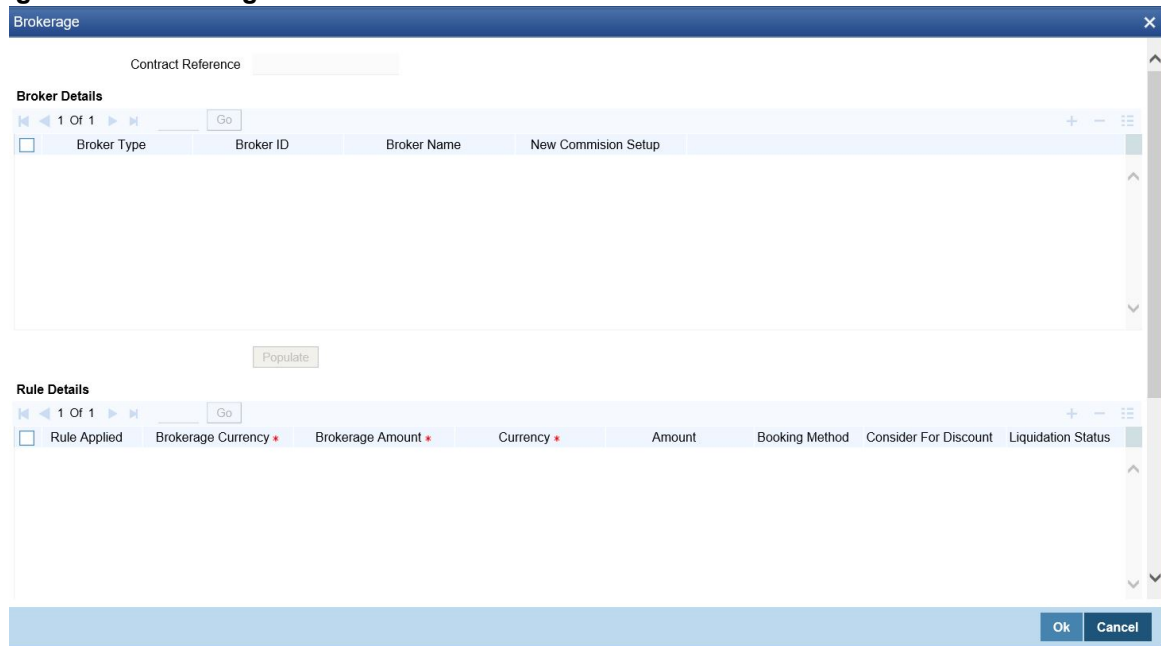 Brokerage
Contract Reference
Broker Details
1 Of 1 Go
Broker Type Broker ID Broker Name New Commision Setup
Populate
Rule Details
1 Of 1 Go
Rule Applied Brokerage Currency * Brokerage Amount * Currency * Amount Booking Method Consider For Discount Liquidation Status
Ok Cancel